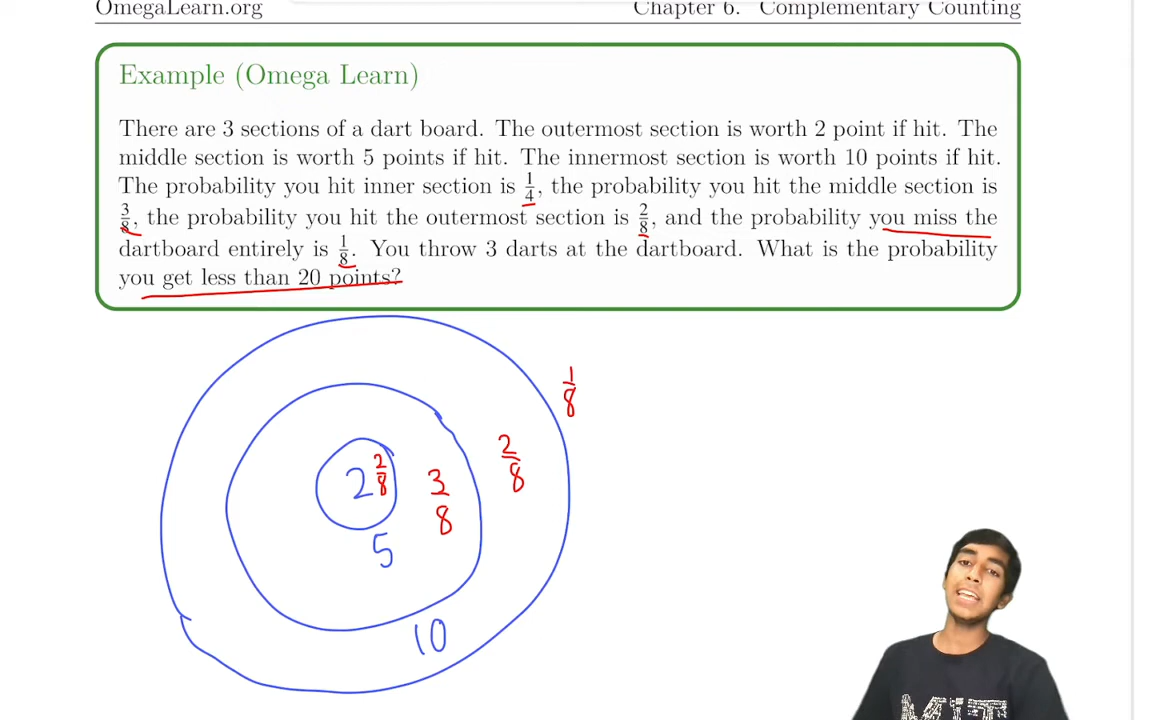 OmegaLearn.org Chapter 6. Complementary Counting
Example (Omega Learn)
There are 3 sections of a dart board. The outermost section is worth 2 point if hit. The
middle section is worth 5 points if hit. The innermost section is worth 10 points if hit.
The probability you hit inner section is 1/4, the probability you hit the middle section is
3/8, the probability you hit the outermost section is 2/8, and the probability you miss the
dartboard entirely is 1/8. You throw 3 darts at the dartboard. What is the probability
you get less than 20 points?
1/8
2/8
2 2/8 3/8
5
10
MIT